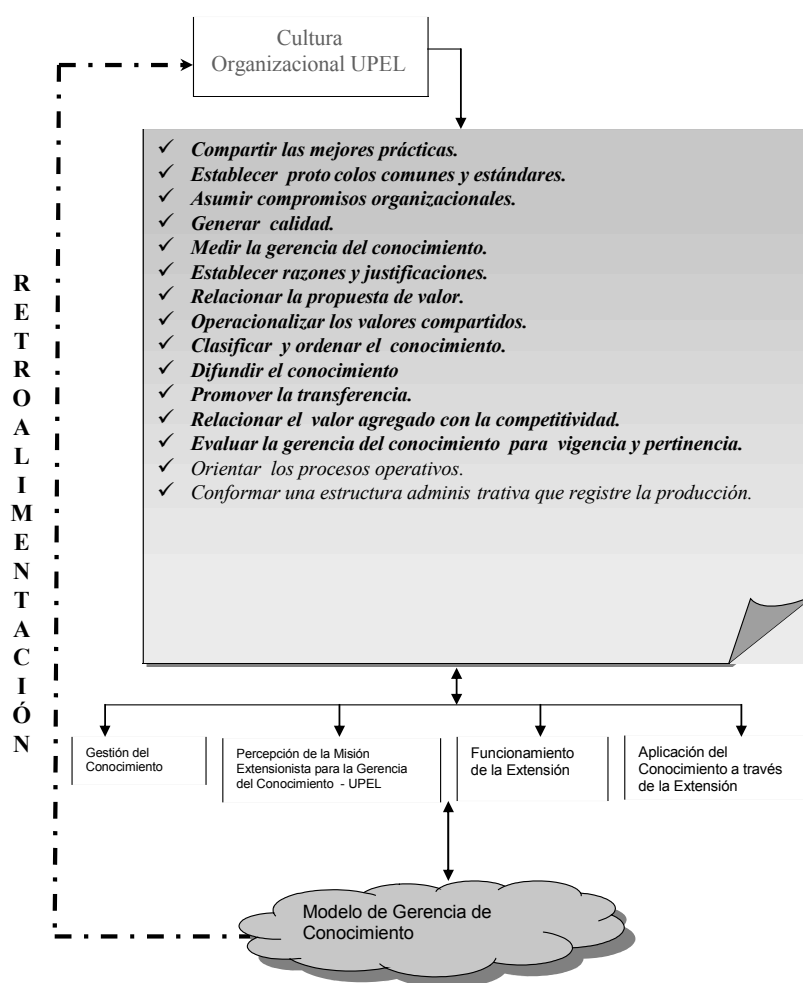 Cultura
Organizacional UPEL
✓ Compartir las mejores prácticas.
✓ Establecer proto colos comunes y estándares.
✓ Asumir compromisos organizacionales.
✓ Generar calidad.
✓ Medir la gerencia del conocimiento.
✓ Establecer razones y justificaciones.
✓ Relacionar la propuesta de valor.
✓ Operacionalizar los valores compartidos.
✓ Clasificar y ordenar el conocimiento.
✓ Difundir el conocimiento
✓ Promover la transferencia.
✓ Relacionar el valor agregado con la competitividad.
✓ Evaluar la gerencia del conocimiento para vigencia y pertinencia.
✓ Orientar los procesos operativos.
✓ Conformar una estructura adminis trativa que registre la producción.
R
E
T
R
O
A
L
I
M
E
N
T
A
C
I
Ó
N
Gestión del
Conocimiento
Percepción de la Misión
Extensionista para la Gerencia
del Conocimiento - UPEL
Funcionamiento
de la Extensión
Aplicación del
Conocimiento a través
de la Extensión
Modelo de Gerencia de
Conocimiento